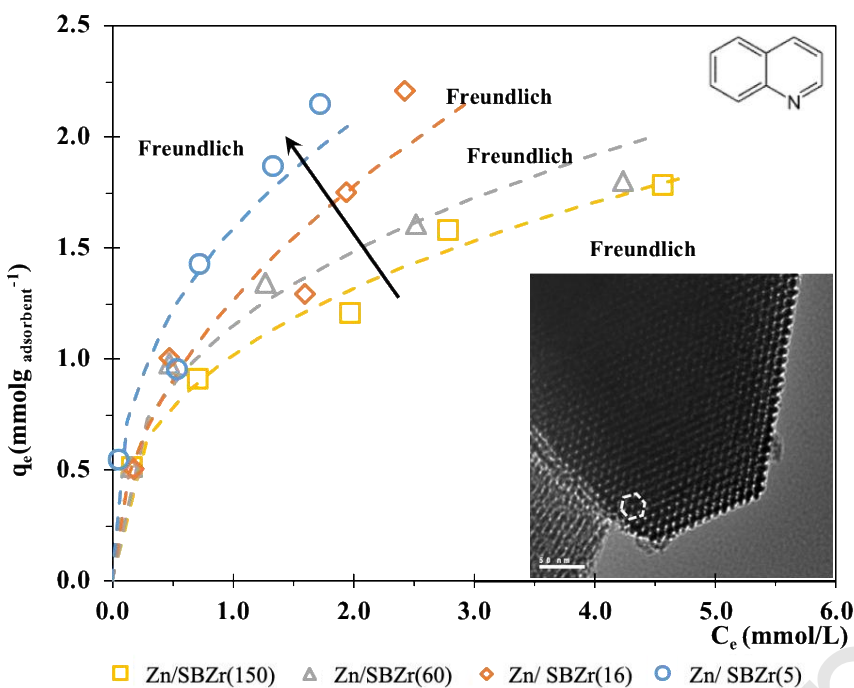 2.5
2.0
1.5
1.0
0.5
0.0
0.0 1.0 2.0 3.0 4.0 5.0 6.0
qe(mmolg adsorbent-1)
Ce (mmol/L)
N
Freundlich
Freundlich
Freundlich
Freundlich
50 nm
Zn/SBZr(150) Zn/SBZr(60) Zn/ SBZr(16) Zn/ SBZr(5)